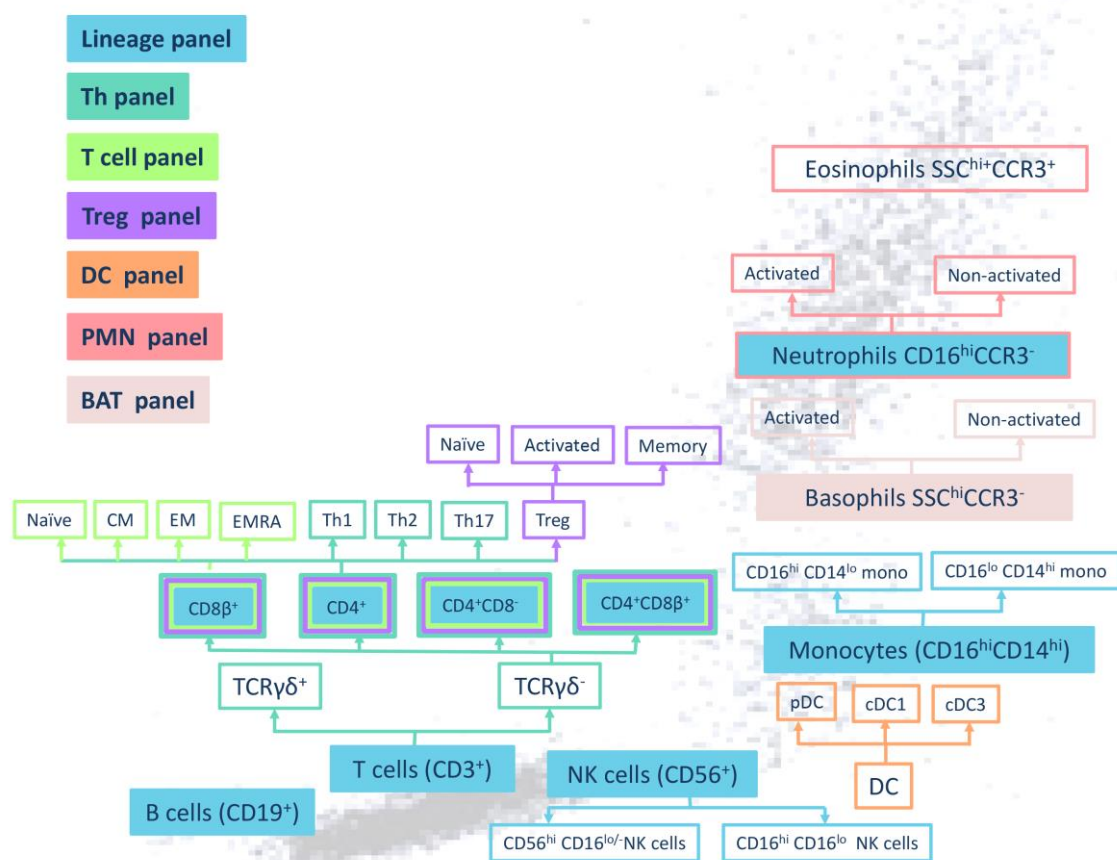 Lineage panel
Th panel
T cell panel
Treg panel
DC panel
PMN panel
BAT panel
Eosinophils SSC^hi+CCR3^+
Activated
Non-activated
Neutrophils CD16^hiCCR3^-
Activated
Non-activated
Basophils SSC^hiCCR3^-
Naïve
Activated
Memory
Naïve
CM
EM
EMRA
Th1
Th2
Th17
Treg
CD8β^+
CD4^+
CD4^+CD8^-
CD4^+CD8β^+
TCRγδ^+
TCRγδ^-
T cells (CD3^+)
B cells (CD19^+)
NK cells (CD56^+)
CD56^hi CD16^lo/-NK cells
CD16^hi CD16^lo NK cells
CD16^hi CD14^lo mono
CD16^lo CD14^hi mono
Monocytes (CD16^hiCD14^hi)
pDC
cDC1
cDC3
DC